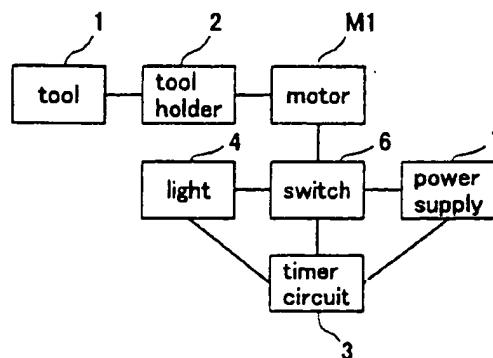 1
2
M1
tool
tool
holder
motor
4
6
light
switch
power
supply
timer
circuit
3